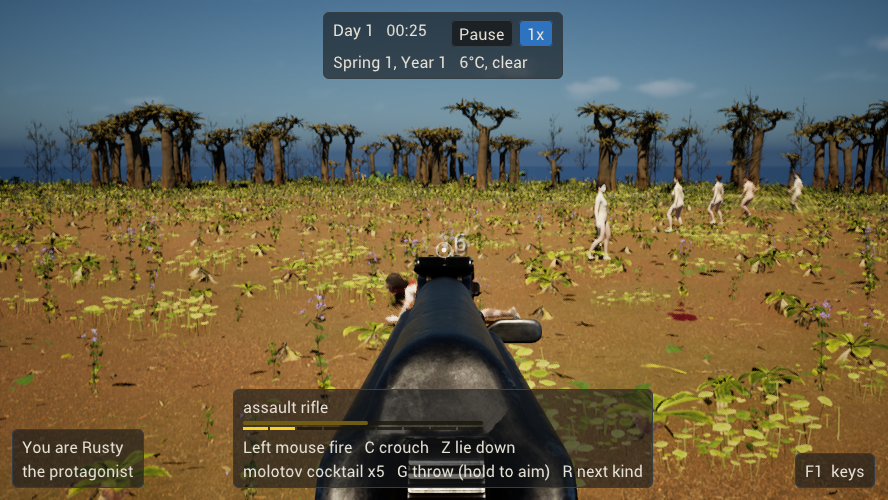 Day 1 00:25 Pause 1x
Spring 1, Year 1 6°C, clear
assault rifle
Left mouse fire C crouch Z lie down
molotov cocktail x5 G throw (hold to aim) R next kind
You are Rusty
the protagonist
F1 keys